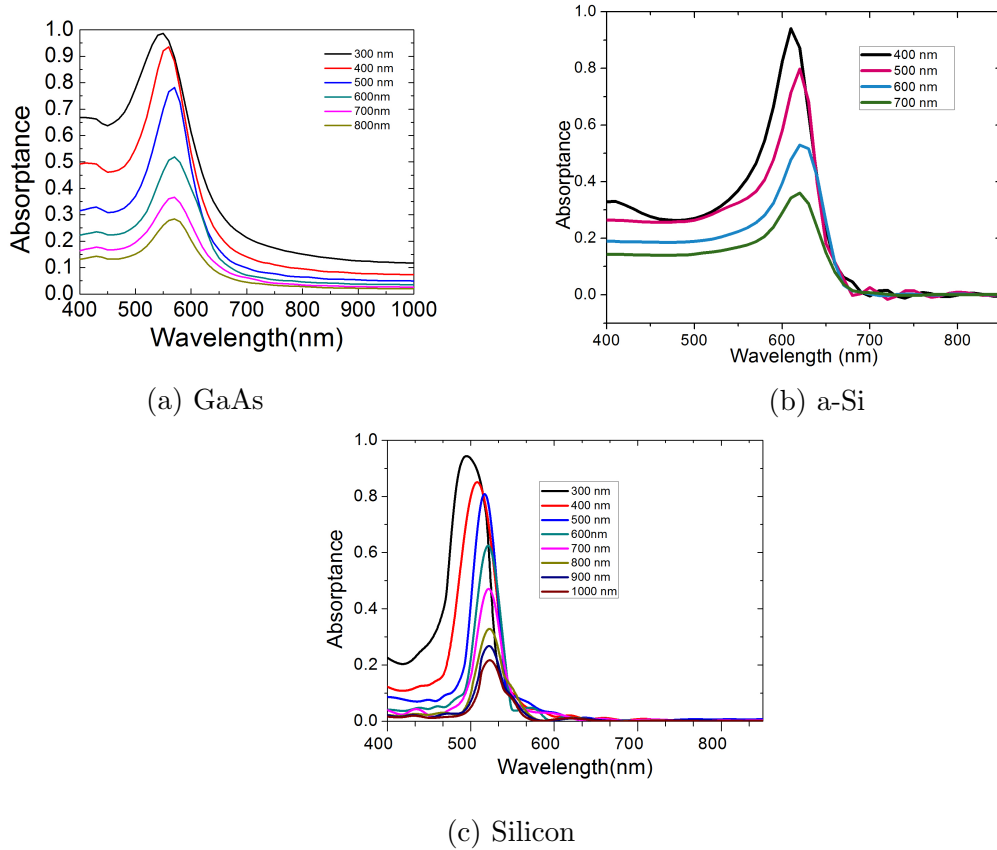 1.0
0.9
0.8
0.7
0.6
0.5
0.4
0.3
0.2
0.1
0.0
400 500 600 700 800 900 1000
Wavelength(nm)
Absorptance
300 nm
400 nm
500 nm
600nm
700nm
800nm
(a) GaAs
1.0
0.8
0.6
0.4
0.2
0.0
400 500 600 700 800
Wavelength (nm)
Absorptance
400 nm
500 nm
600 nm
700 nm
(b) a-Si
1.0
0.8
0.6
0.4
0.2
0.0
400 500 600 700 800
Wavelength(nm)
Absorptance
300 nm
400 nm
500 nm
600nm
700 nm
800 nm
900 nm
1000 nm
(c) Silicon